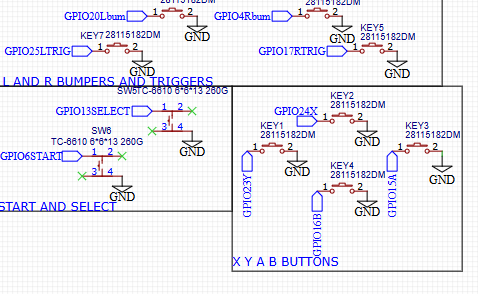 28115182DM
GPIO20Lbum 1 2
GND
28115182DM
GPIO4Rbum 1 2
GND
KEY7 28115182DM
GPIO25LTRIG 1 2
GND
KEY5
28115182DM
GPIO17RTRIG 1 2
GND
L AND R BUMPERS AND TRIGGERS
SW5TC-6610 6*6*13 260G
GPIO13SELECT 1 2
3 4
GND
SW6
TC-6610 6*6*13 260G
GPIO6START 1 2
3 4
GND
START AND SELECT
KEY2
28115182DM
GPIO24X
1 2
GND
KEY1
28115182DM
1 2
GND
GPIO23Y
KEY3
28115182DM
1 2
GND
GPIO15A
KEY4
28115182DM
1 2
GND
GPIO16B
X Y A B BUTTONS